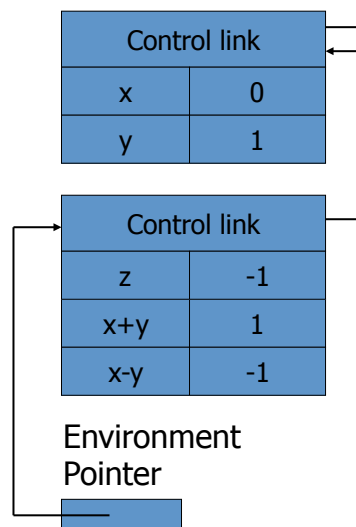 Control link
x 0
y 1
Control link
z -1
x+y 1
x-y -1
Environment
Pointer